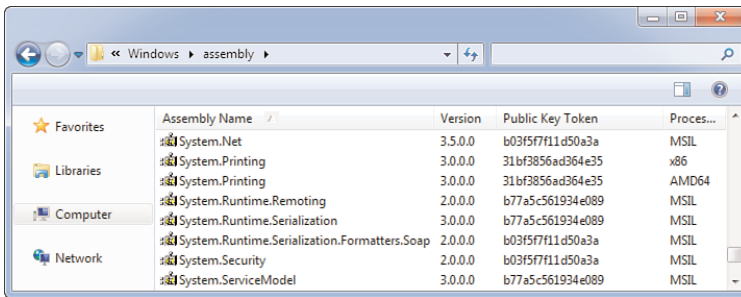 « Windows ▸ assembly ▸
Assembly Name Version Public Key Token Proces...
Favorites
System.Net 3.5.0.0 b03f5f7f11d50a3a MSIL
System.Printing 3.0.0.0 31bf3856ad364e35 x86
Libraries
System.Printing 3.0.0.0 31bf3856ad364e35 AMD64
System.Runtime.Remoting 2.0.0.0 b77a5c561934e089 MSIL
Computer
System.Runtime.Serialization 3.0.0.0 b77a5c561934e089 MSIL
System.Runtime.Serialization.Formatters.Soap 2.0.0.0 b03f5f7f11d50a3a MSIL
Network
System.Security 2.0.0.0 b03f5f7f11d50a3a MSIL
System.ServiceModel 3.0.0.0 b77a5c561934e089 MSIL